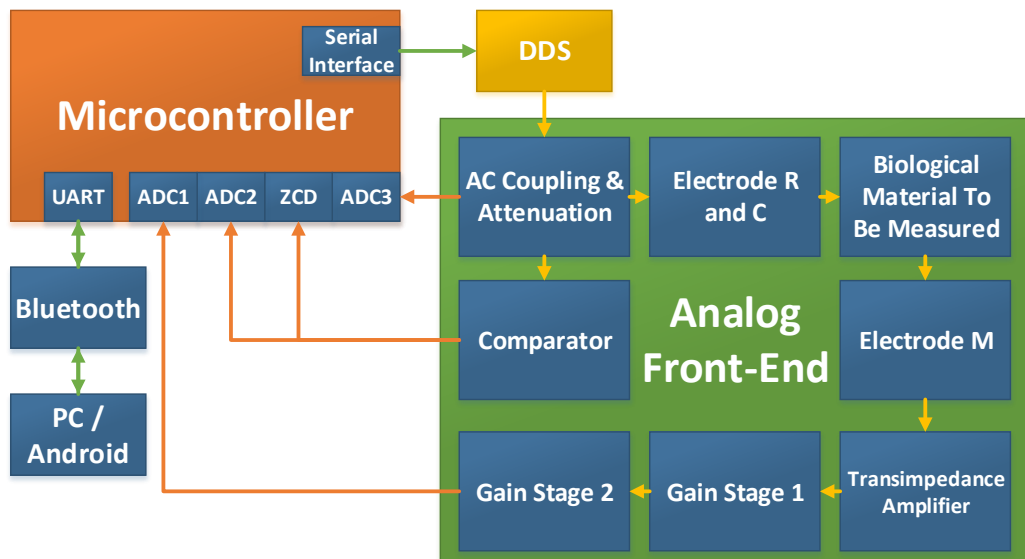 Serial
Interface
DDS
Microcontroller
UART
ADC1
ADC2
ZCD
ADC3
AC Coupling &
Attenuation
Electrode R
and C
Biological
Material To
Be Measured
Bluetooth
Comparator
Analog
Front-End
Electrode M
PC /
Android
Gain Stage 2
Gain Stage 1
Transimpedance
Amplifier